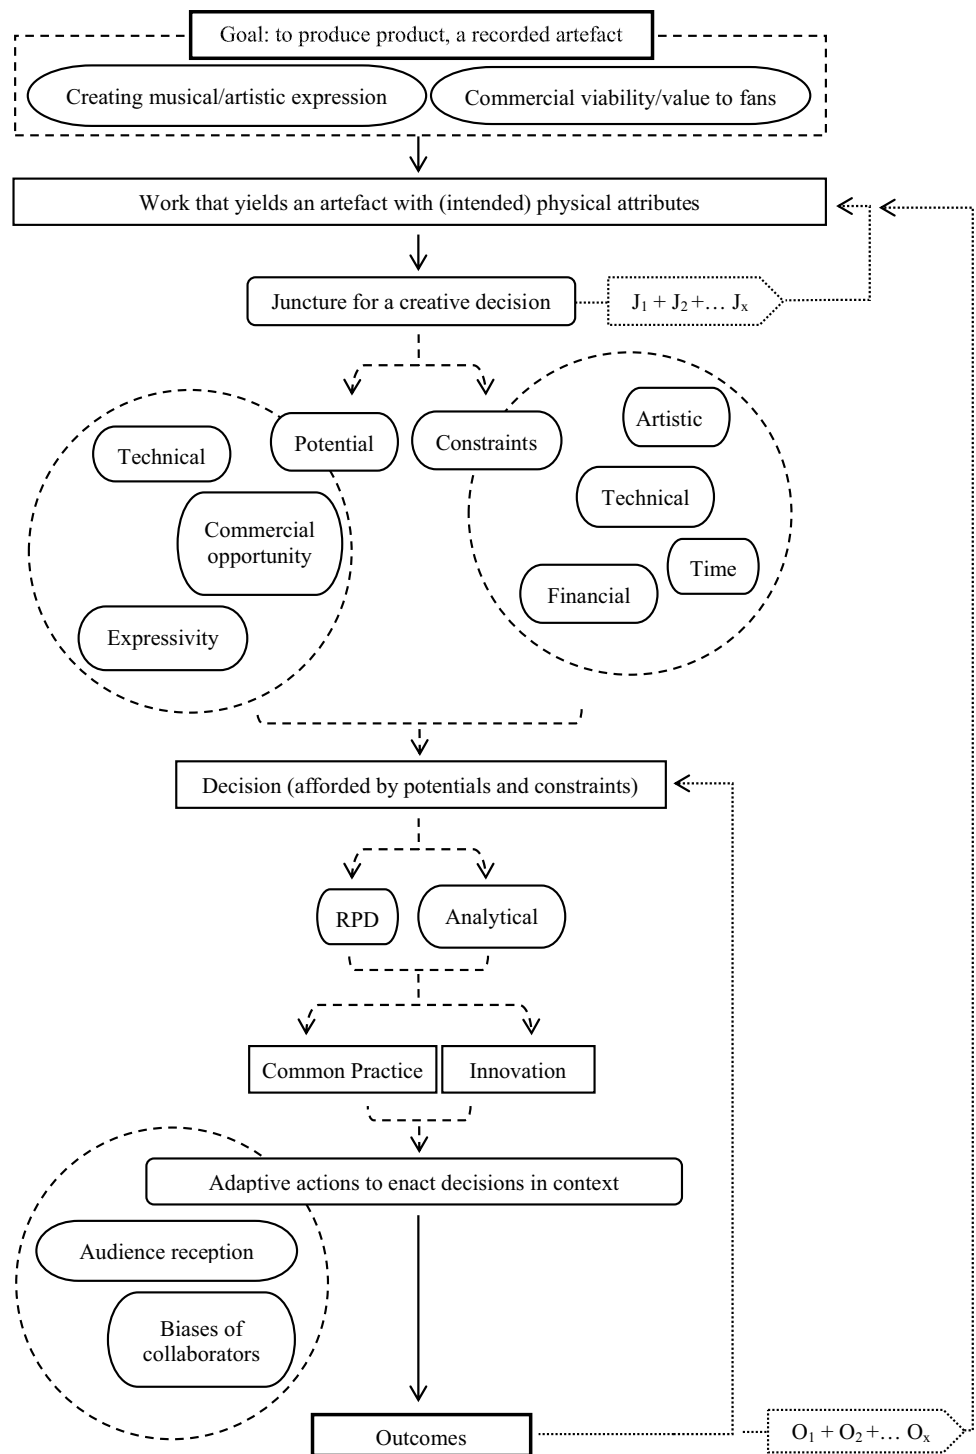 Goal: to produce product, a recorded artefact
Creating musical/artistic expression
Commercial viability/value to fans
Work that yields an artefact with (intended) physical attributes
Juncture for a creative decision
J₁ + J₂ +… Jₓ
Potential
Constraints
Technical
Commercial
opportunity
Expressivity
Artistic
Technical
Time
Financial
Decision (afforded by potentials and constraints)
RPD
Analytical
Common Practice
Innovation
Adaptive actions to enact decisions in context
Audience reception
Biases of
collaborators
Outcomes
O₁ + O₂ +… Oₓ